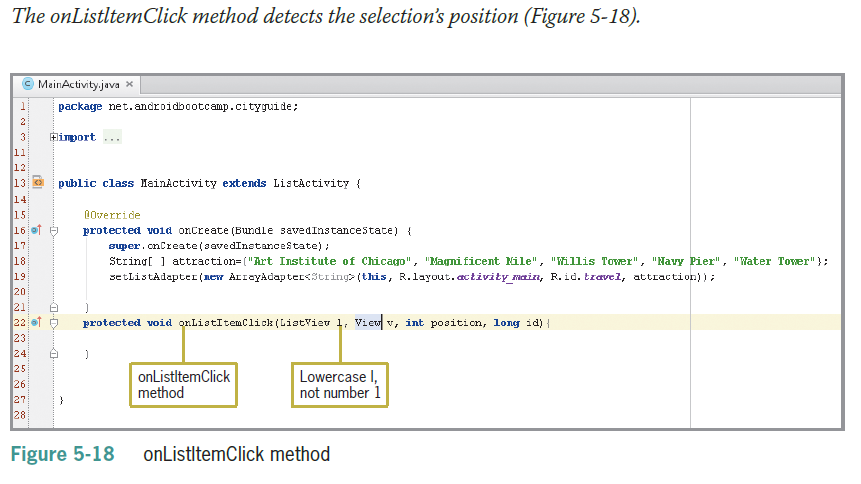 The onListItemClick method detects the selection's position (Figure 5-18).
MainActivity.java ×
1 package net.androidbootcamp.cityguide;
2
3 import ...
11
12
13 public class MainActivity extends ListActivity {
14
15 @Override
16 protected void onCreate(Bundle savedInstanceState) {
17 super.onCreate(savedInstanceState);
18 String[ ] attraction={"Art Institute of Chicago", "Magnificent Mile", "Willis Tower", "Navy Pier", "Water Tower"};
19 setListAdapter(new ArrayAdapter<String>(this, R.layout.activity_main, R.id.travel, attraction));
20
21 }
22 protected void onListItemClick(ListView l, View v, int position, long id){
23
24 }
25
26
27 }
28
onListItemClick
method
Lowercase l,
not number 1
Figure 5-18 onListItemClick method